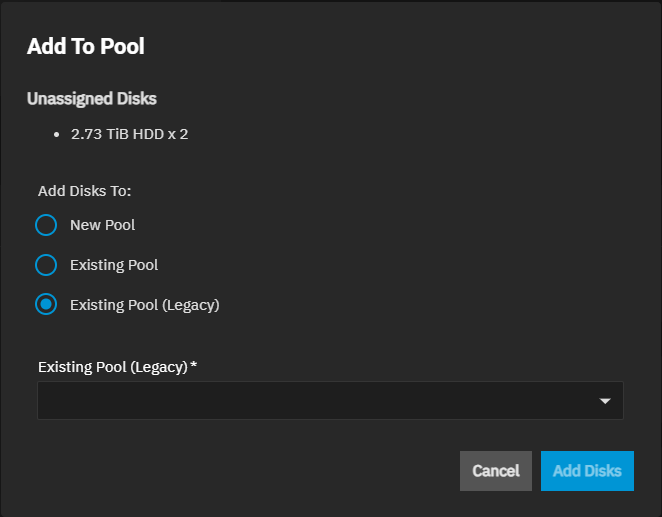 Add To Pool
Unassigned Disks
• 2.73 TiB HDD x 2
Add Disks To:
New Pool
Existing Pool
Existing Pool (Legacy)
Existing Pool (Legacy) *
Cancel Add Disks